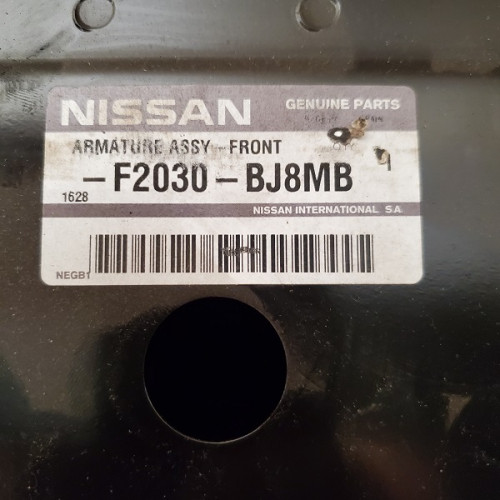 NISSAN GENUINE PARTS
ARMATURE ASSY-FRONT
-F2030-BJ8MB
1628
NISSAN INTERNATIONAL SA
NEGB1